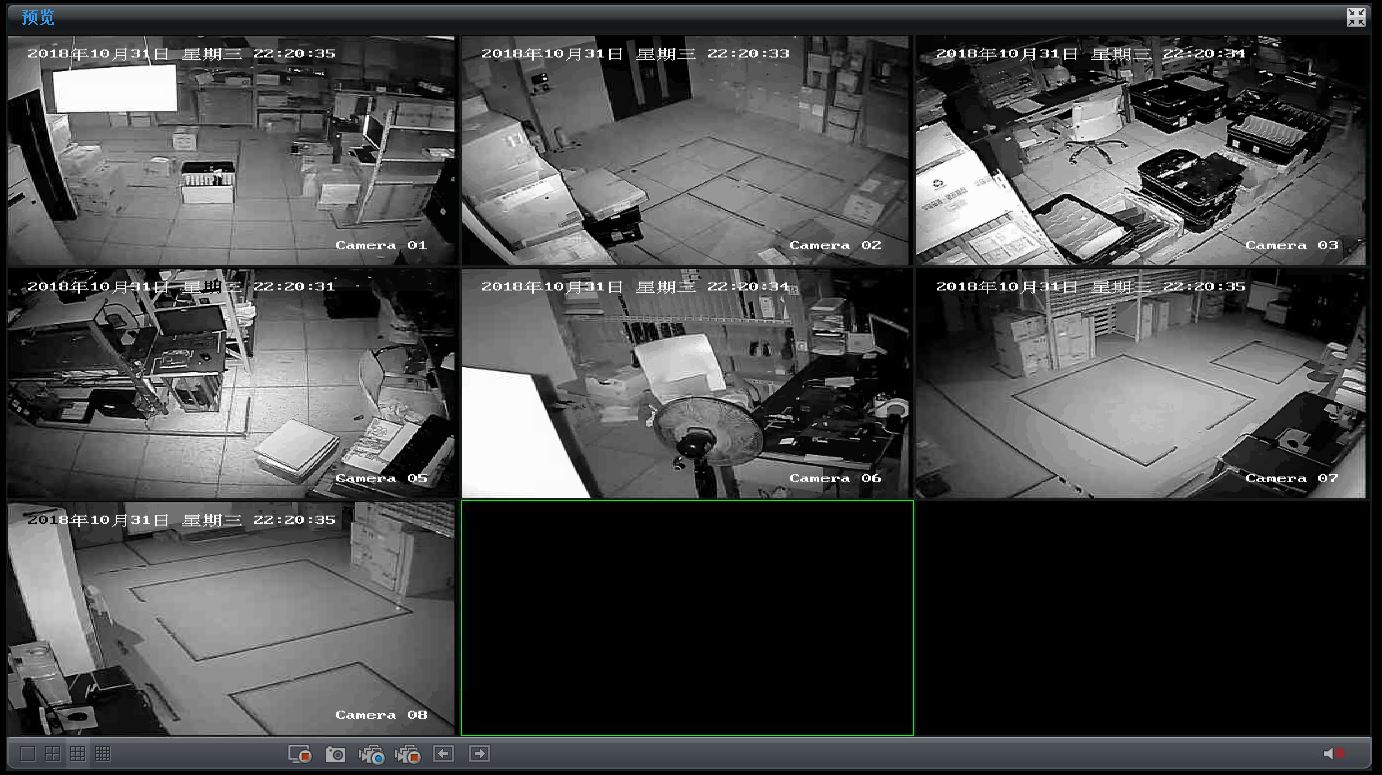 预览
2018年10月31日 星期三 22:20:35
Camera 01
2018年10月31日 星期三 22:20:33
Camera 02
2018年10月31日 星期三 22:20:34
Camera 03
2018年10月31日 星期三 22:20:31
Camera 05
2018年10月31日 星期三 22:20:34
Camera 06
2018年10月31日 星期三 22:20:35
Camera 07
2018年10月31日 星期三 22:20:35
Camera 08